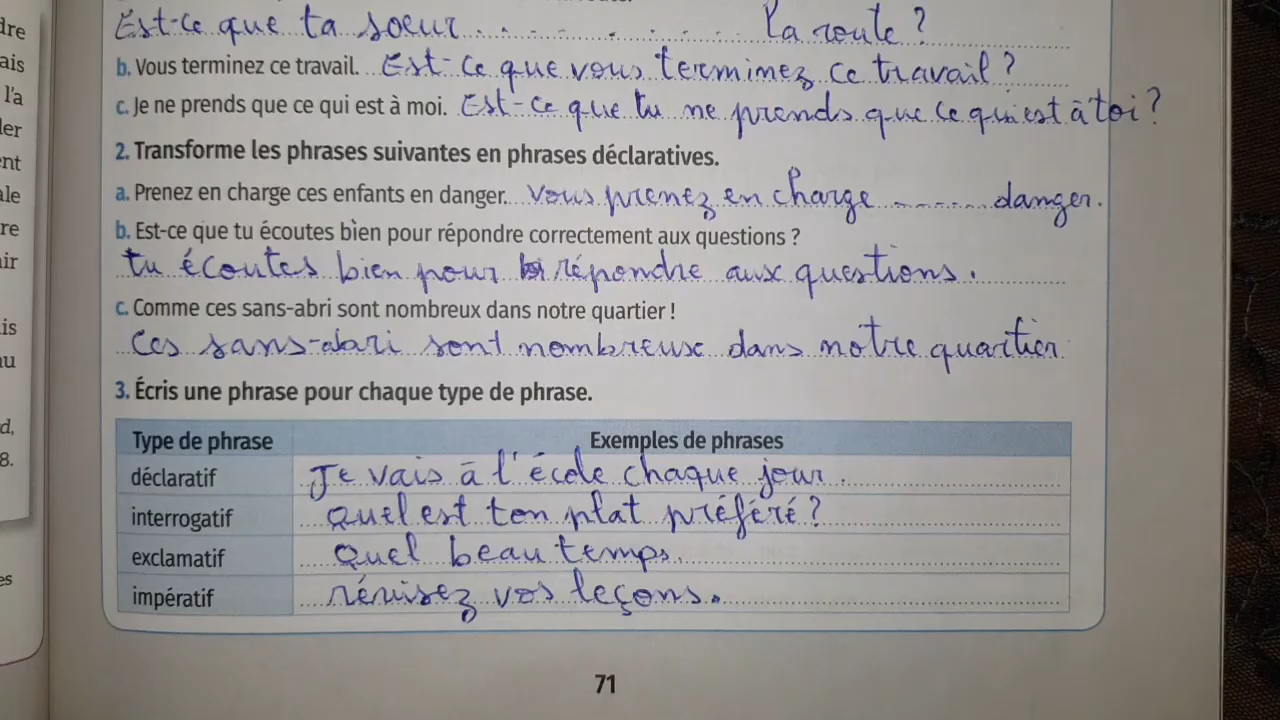 Est-ce que ta soeur ................ la route ?
b. Vous terminez ce travail. Est-ce que vous terminez ce travail ?
c. Je ne prends que ce qui est à moi. Est-ce que tu ne prends que ce qui est à toi ?
2. Transforme les phrases suivantes en phrases déclaratives.
a. Prenez en charge ces enfants en danger. Vous prenez en charge ........ danger.
b. Est-ce que tu écoutes bien pour répondre correctement aux questions ?
tu écoutes bien pour répondre aux questions.
c. Comme ces sans-abri sont nombreux dans notre quartier !
Ces sans-abri sont nombreux dans notre quartier
3. Écris une phrase pour chaque type de phrase.
Type de phrase Exemples de phrases
déclaratif Je vais à l'école chaque jour.
interrogatif Quel est ton plat préféré ?
exclamatif Quel beau temps.
impératif révisez vos leçons.
71